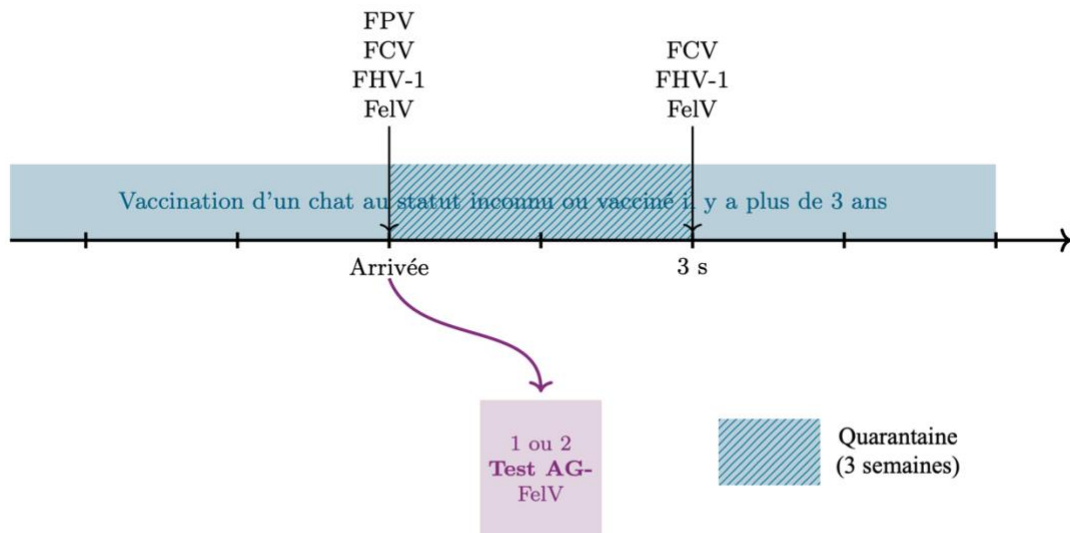 FPV
FCV
FHV-1
FelV
FCV
FHV-1
FelV
Vaccination d'un chat au statut inconnu ou vacciné il y a plus de 3 ans
Arrivée
3 s
1 ou 2
Test AG-
FelV
Quarantaine
(3 semaines)